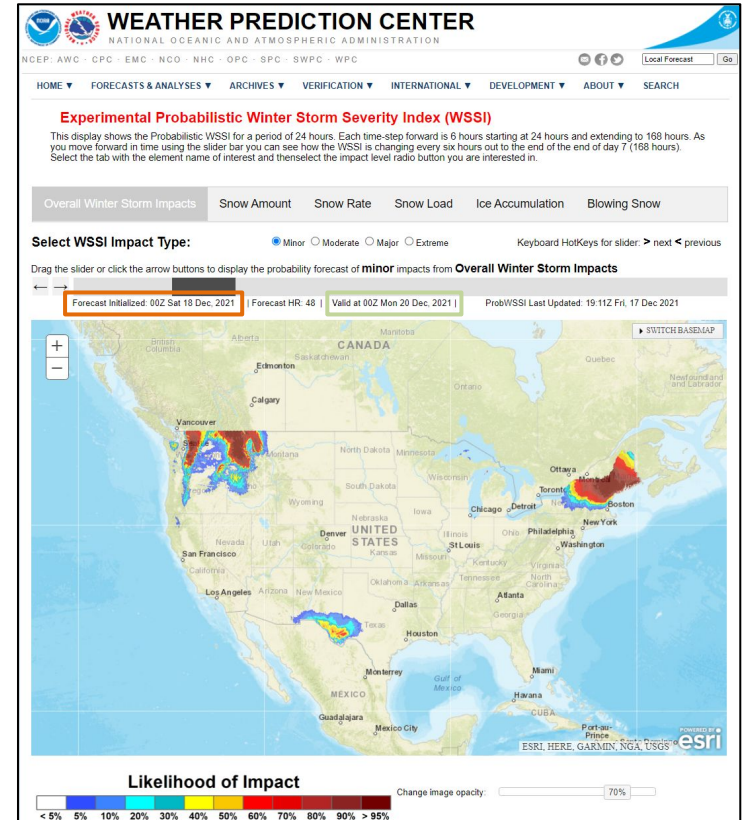 WEATHER PREDICTION CENTER
NATIONAL OCEANIC AND ATMOSPHERIC ADMINISTRATION
NCEP: AWC · CPC · EMC · NCO · NHC · OPC · SPC · SWPC · WPC
Local Forecast
Go
HOME ▼ FORECASTS & ANALYSES ▼ ARCHIVES ▼ VERIFICATION ▼ INTERNATIONAL ▼ DEVELOPMENT ▼ ABOUT ▼ SEARCH
Experimental Probabilistic Winter Storm Severity Index (WSSI)
This display shows the Probabilistic WSSI for a period of 24 hours. Each time-step forward is 6 hours starting at 24 hours and extending to 168 hours. As
you move forward in time using the slider bar you can see how the WSSI is changing every six hours out to the end of the end of day 7 (168 hours).
Select the tab with the element name of interest and thenselect the impact level radio button you are interested in.
Overall Winter Storm Impacts Snow Amount Snow Rate Snow Load Ice Accumulation Blowing Snow
Select WSSI Impact Type: Minor Moderate Major Extreme Keyboard HotKeys for slider: > next < previous
Drag the slider or click the arrow buttons to display the probability forecast of minor impacts from Overall Winter Storm Impacts
← →
Forecast Initialized: 00Z Sat 18 Dec, 2021 | Forecast HR: 48 | Valid at 00Z Mon 20 Dec, 2021 | ProbWSSI Last Updated: 19:11Z Fri, 17 Dec 2021
+
−
SWITCH BASEMAP
British
Columbia
Alberta
Manitoba
CANADA
Saskatchewan
Quebec
Edmonton
Newfoundland
and Labrador
Ontario
Calgary
Vancouver
Montana
North Dakota
Minnesota
Ottawa
Montreal
South Dakota
Wisconsin
Toronto
Wyoming
Iowa
Chicago
Detroit
Boston
Nebraska
New York
Nevada
Utah
Denver
Colorado
UNITED
STATES
Illinois
Ohio
Philadelphia
San Francisco
Kansas
Missouri
St Louis
Washington
Kentucky
Virginia
California
Oklahoma
Arkansas
Tennessee
North
Carolina
Los Angeles
Arizona
New Mexico
Atlanta
Dallas
Georgia
Texas
Houston
Monterrey
Gulf of
Mexico
Miami
MÉXICO
Havana
Guadalajara
CUBA
Mexico City
Port-au-
Prince
POWERED BY
esri
ESRI, HERE, GARMIN, NGA, USGS
Likelihood of Impact
Change image opacity: 70%
< 5% 5% 10% 20% 30% 40% 50% 60% 70% 80% 90% > 95%